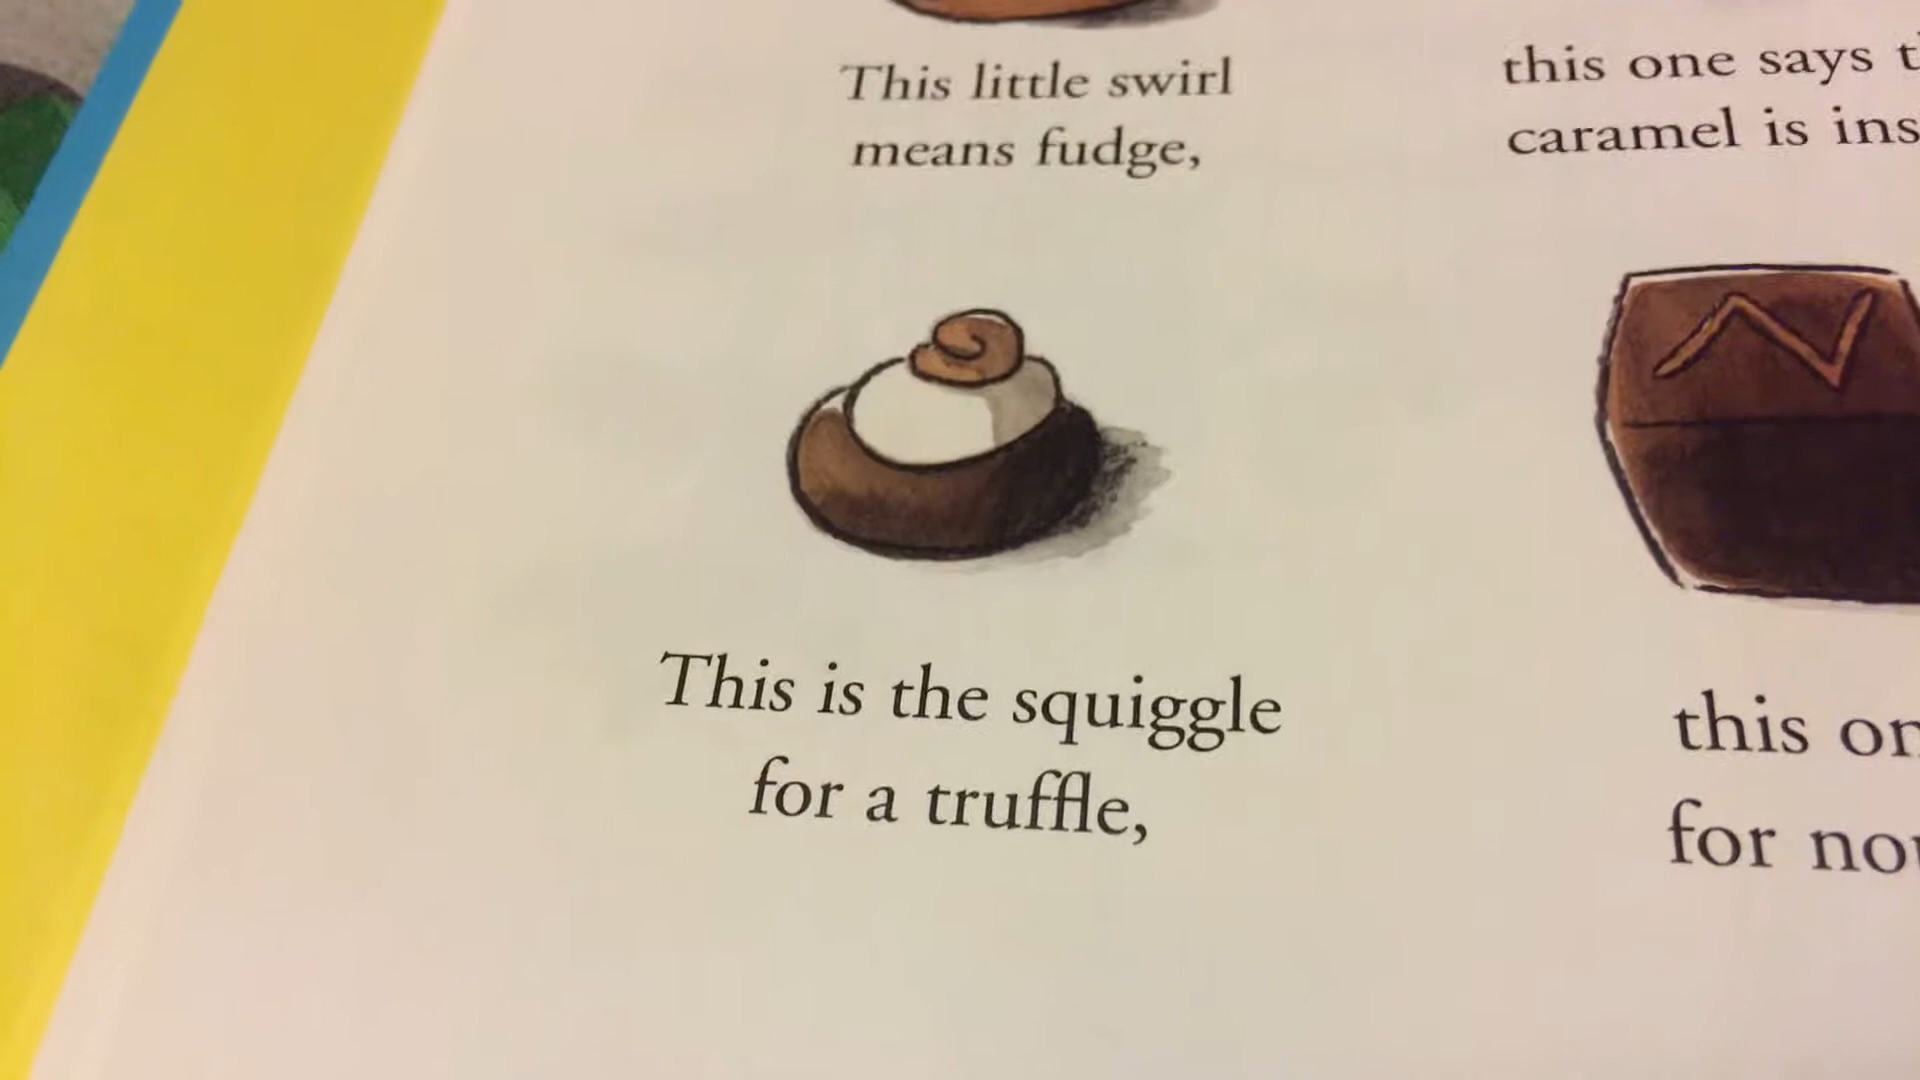 This little swirl
means fudge,
this one says
caramel is
This is the squiggle
for a truffle,
this
for